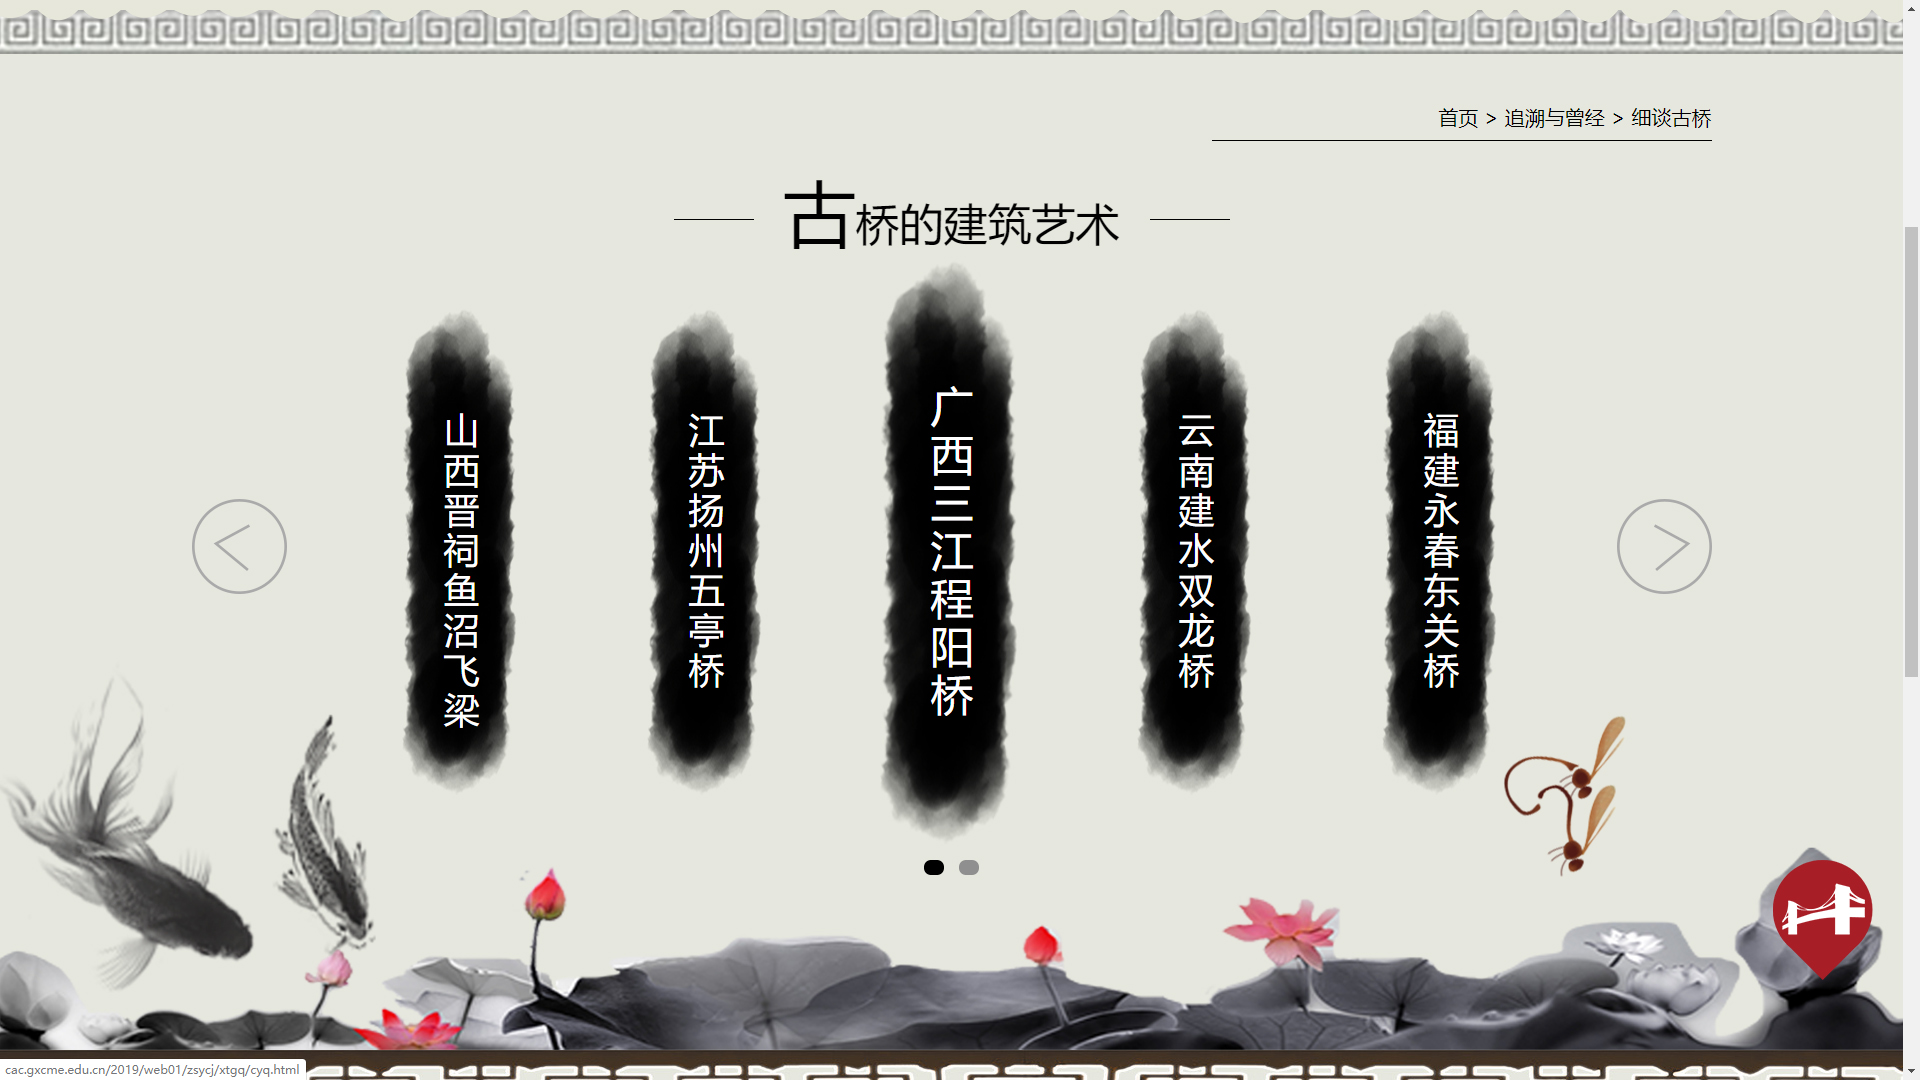 首页 > 追溯与曾经 > 细谈古桥
古桥的建筑艺术
山西晋祠鱼沼飞梁
江苏扬州五亭桥
广西三江程阳桥
云南建水双龙桥
福建永春东关桥
cac.gxcme.edu.cn/2019/web01/zsycj/xtgq/cyq.html